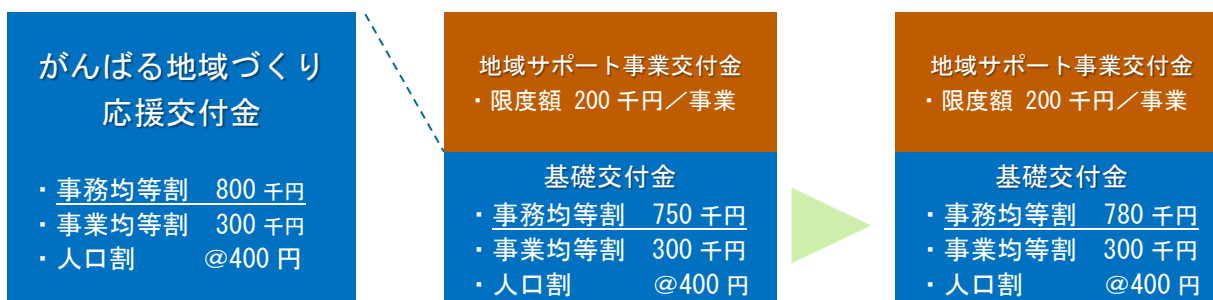 がんばる地域づくり
応援交付金
・事務均等割 800 千円
・事業均等割 300 千円
・人口割 @400 円
地域サポート事業交付金
・限度額 200 千円／事業
基礎交付金
・事務均等割 750 千円
・事業均等割 300 千円
・人口割 @400 円
地域サポート事業交付金
・限度額 200 千円／事業
基礎交付金
・事務均等割 780 千円
・事業均等割 300 千円
・人口割 @400 円